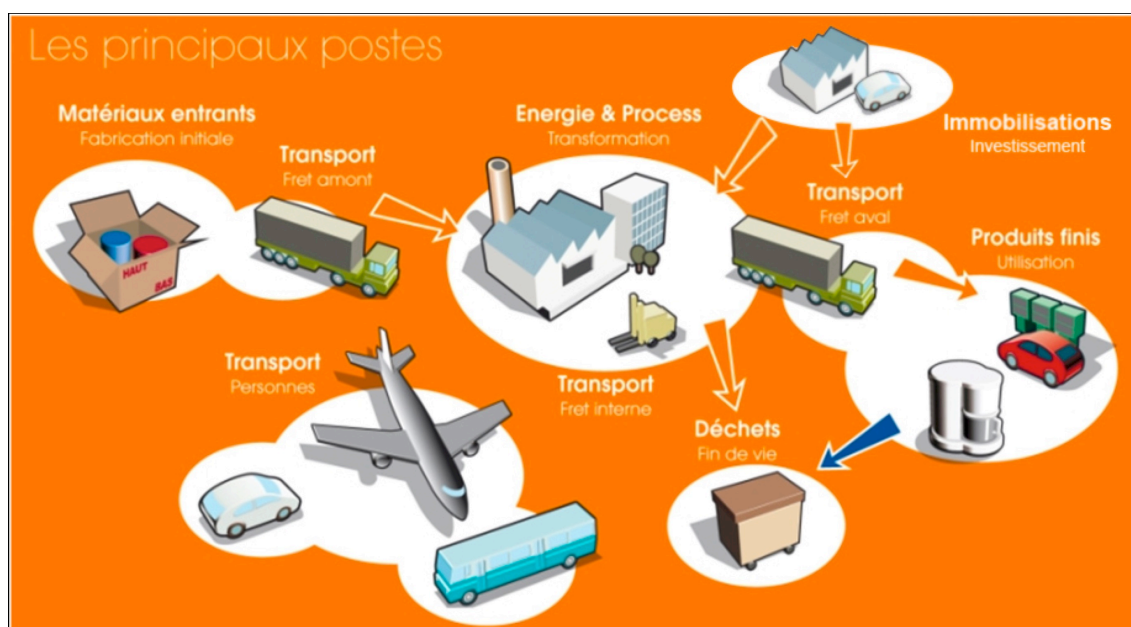 Les principaux postes
Matériaux entrants
Fabrication initiale
Transport
Fret amont
Energie & Process
Transformation
Immobilisations
Investissement
Transport
Fret aval
Produits finis
Utilisation
HAUT
BAS
Transport
Personnes
Transport
Fret interne
Déchets
Fin de vie